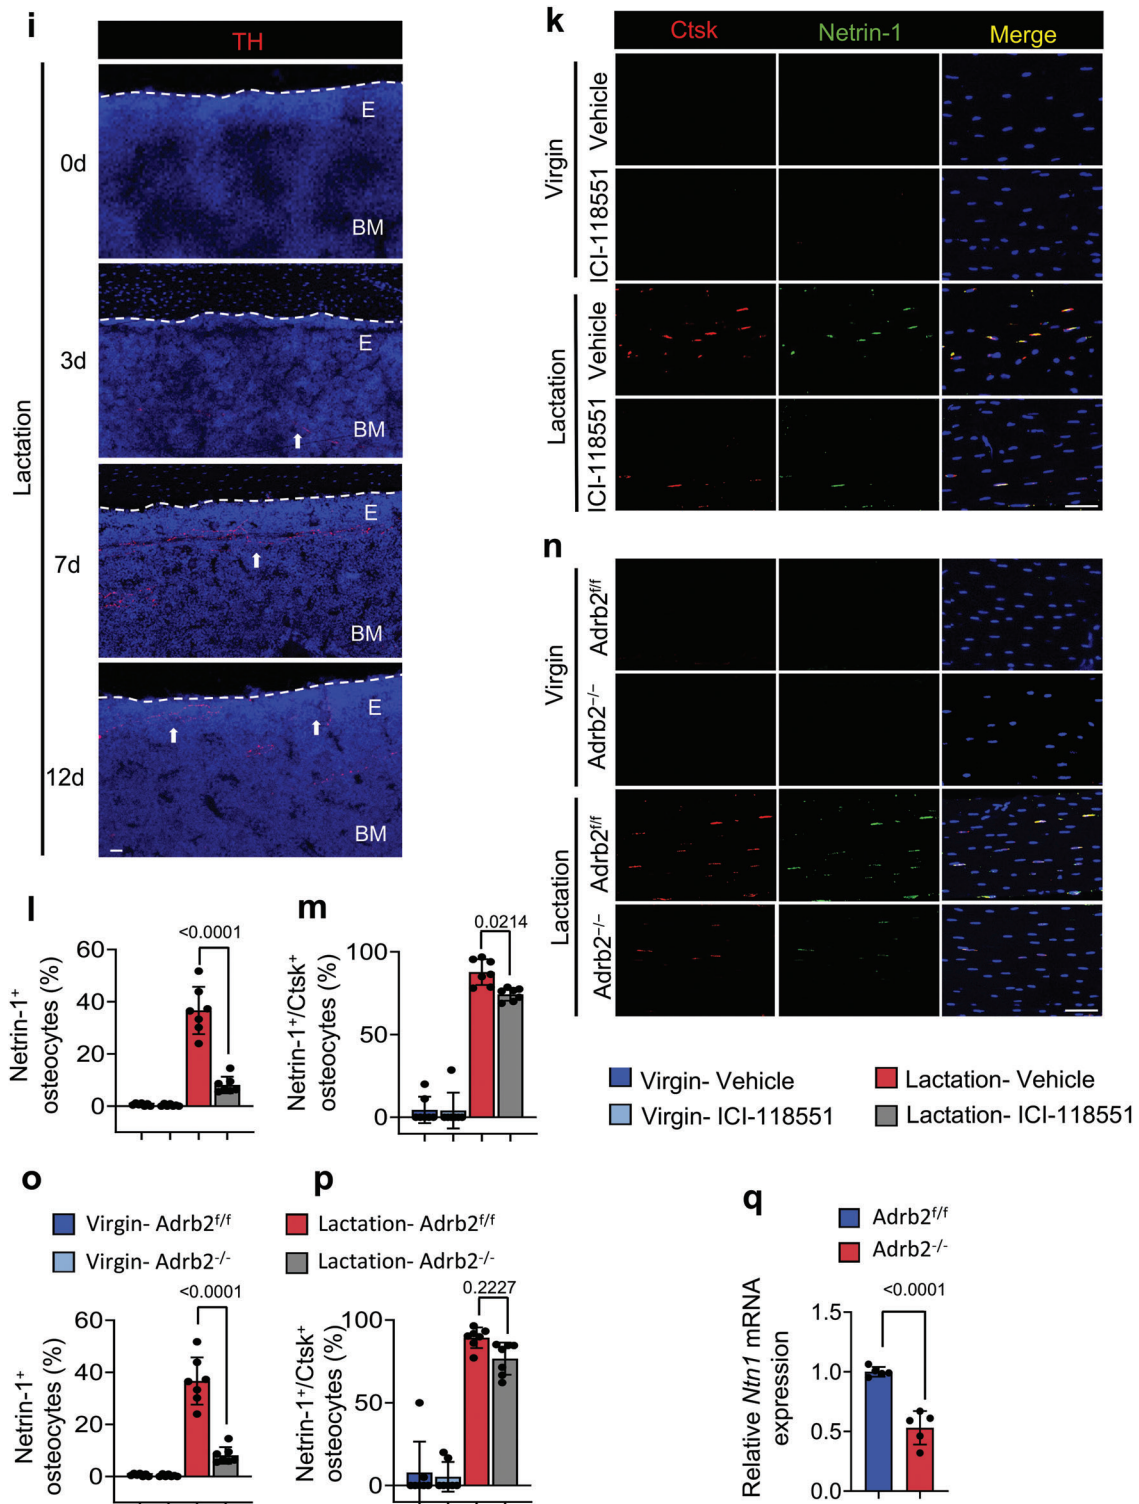 i
TH
Lactation
0d
E
BM
3d
E
BM
7d
E
BM
12d
E
BM
k
Ctsk
Netrin-1
Merge
Virgin
Vehicle
ICI-118551
Lactation
Vehicle
ICI-118551
n
Virgin
Adrb2f/f
Adrb2−/−
Lactation
Adrb2f/f
Adrb2−/−
l
Netrin-1+
osteocytes (%)
60
40
20
0
<0.0001
m
Netrin-1+/Ctsk+
osteocytes (%)
100
50
0
0.0214
Virgin- Vehicle
Lactation- Vehicle
Virgin- ICI-118551
Lactation- ICI-118551
o
Virgin- Adrb2f/f
Virgin- Adrb2-/-
Netrin-1+
osteocytes (%)
60
40
20
0
<0.0001
p
Lactation- Adrb2f/f
Lactation- Adrb2-/-
Netrin-1+/Ctsk+
osteocytes (%)
100
50
0
0.2227
q
Adrb2f/f
Adrb2-/-
Relative Ntn1 mRNA
expression
1.5
1.0
0.5
0
<0.0001